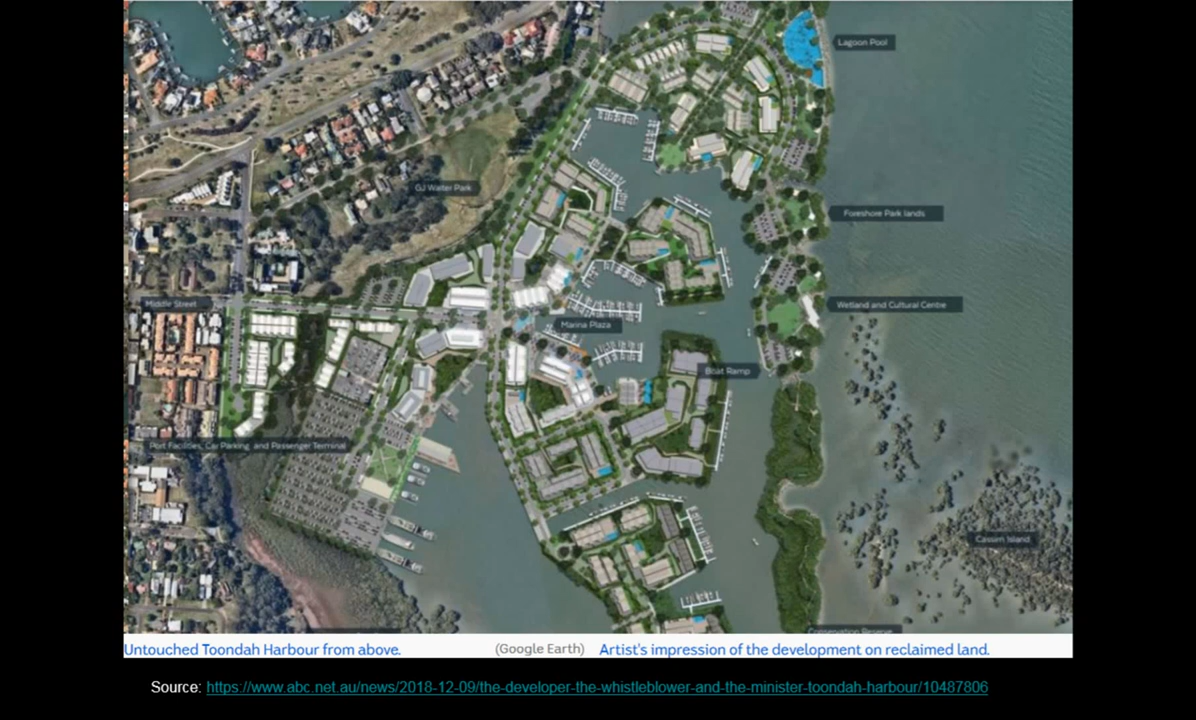 Lagoon Pool
GJ Walter Park
Foreshore Park lands
Middle Street
Wetland and Cultural Centre
Marina Plaza
Boat Ramp
Port Facilities, Car Parking, and Passenger Terminal
Cassim Island
Conservation Reserve
Untouched Toondah Harbour from above. (Google Earth) Artist's impression of the development on reclaimed land.
Source: https://www.abc.net.au/news/2018-12-09/the-developer-the-whistleblower-and-the-minister-toondah-harbour/10487806